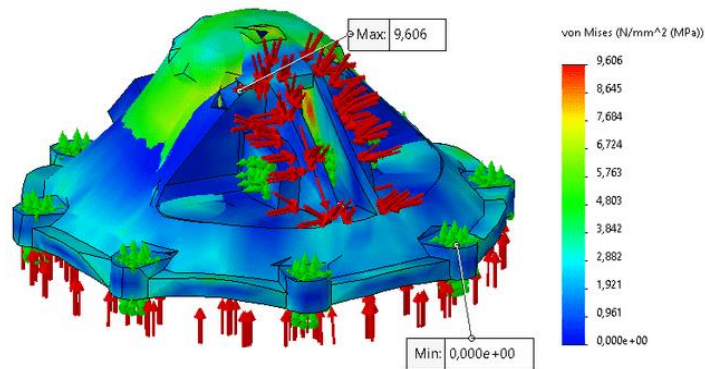 Max: 9,606
von Mises (N/mm^2 (MPa))
9,606
8,645
7,684
6,724
5,763
4,803
3,842
2,882
1,921
0,961
0,000e+00
Min: 0,000e+00